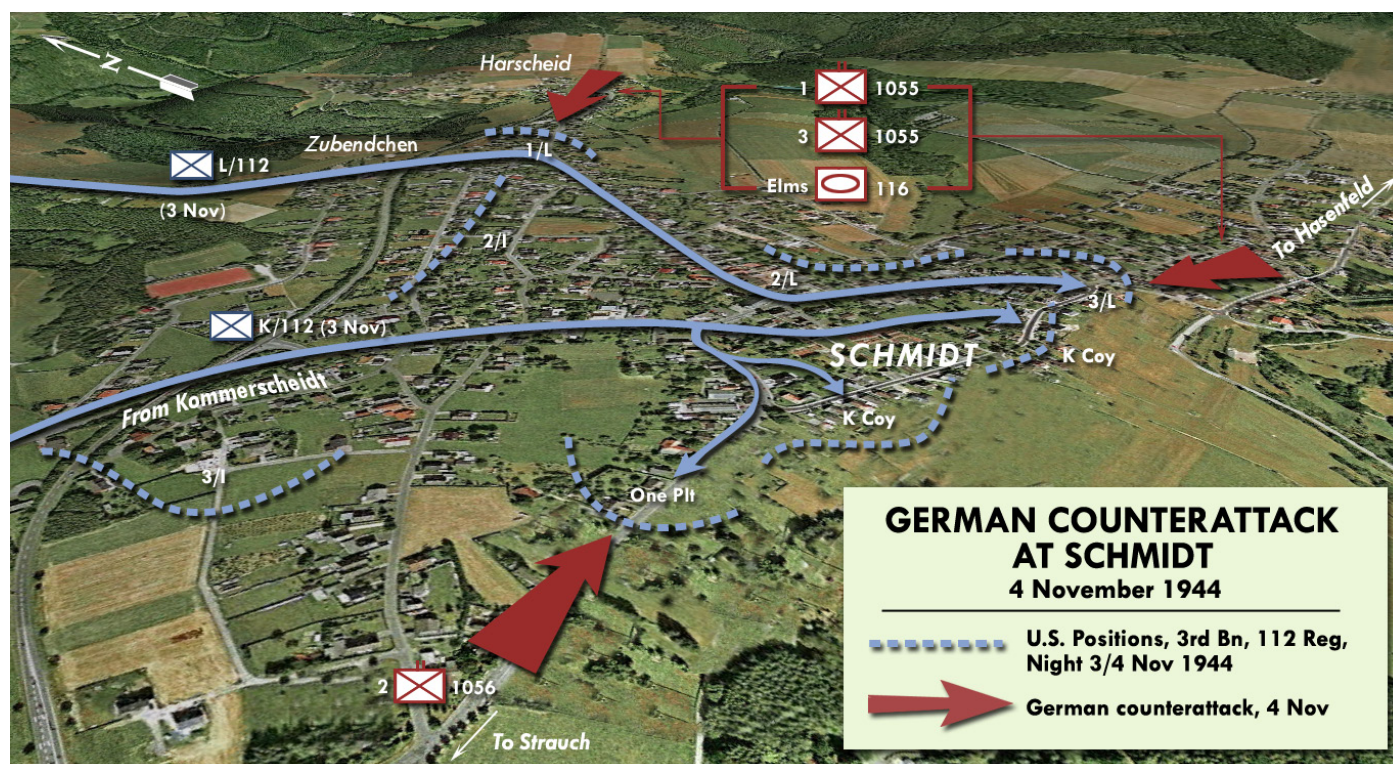 N
Harscheid
1 1055
3 1055
Elms 116
Zubendchen
L/112
(3 Nov)
1/L
To Hasenfeld
2/I
2/L
3/L
K/112 (3 Nov)
SCHMIDT
K Coy
From Kommerscheidt
K Coy
3/I
One Plt
GERMAN COUNTERATTACK
AT SCHMIDT
4 November 1944
U.S. Positions, 3rd Bn, 112 Reg,
Night 3/4 Nov 1944
German counterattack, 4 Nov
2 1056
To Strauch